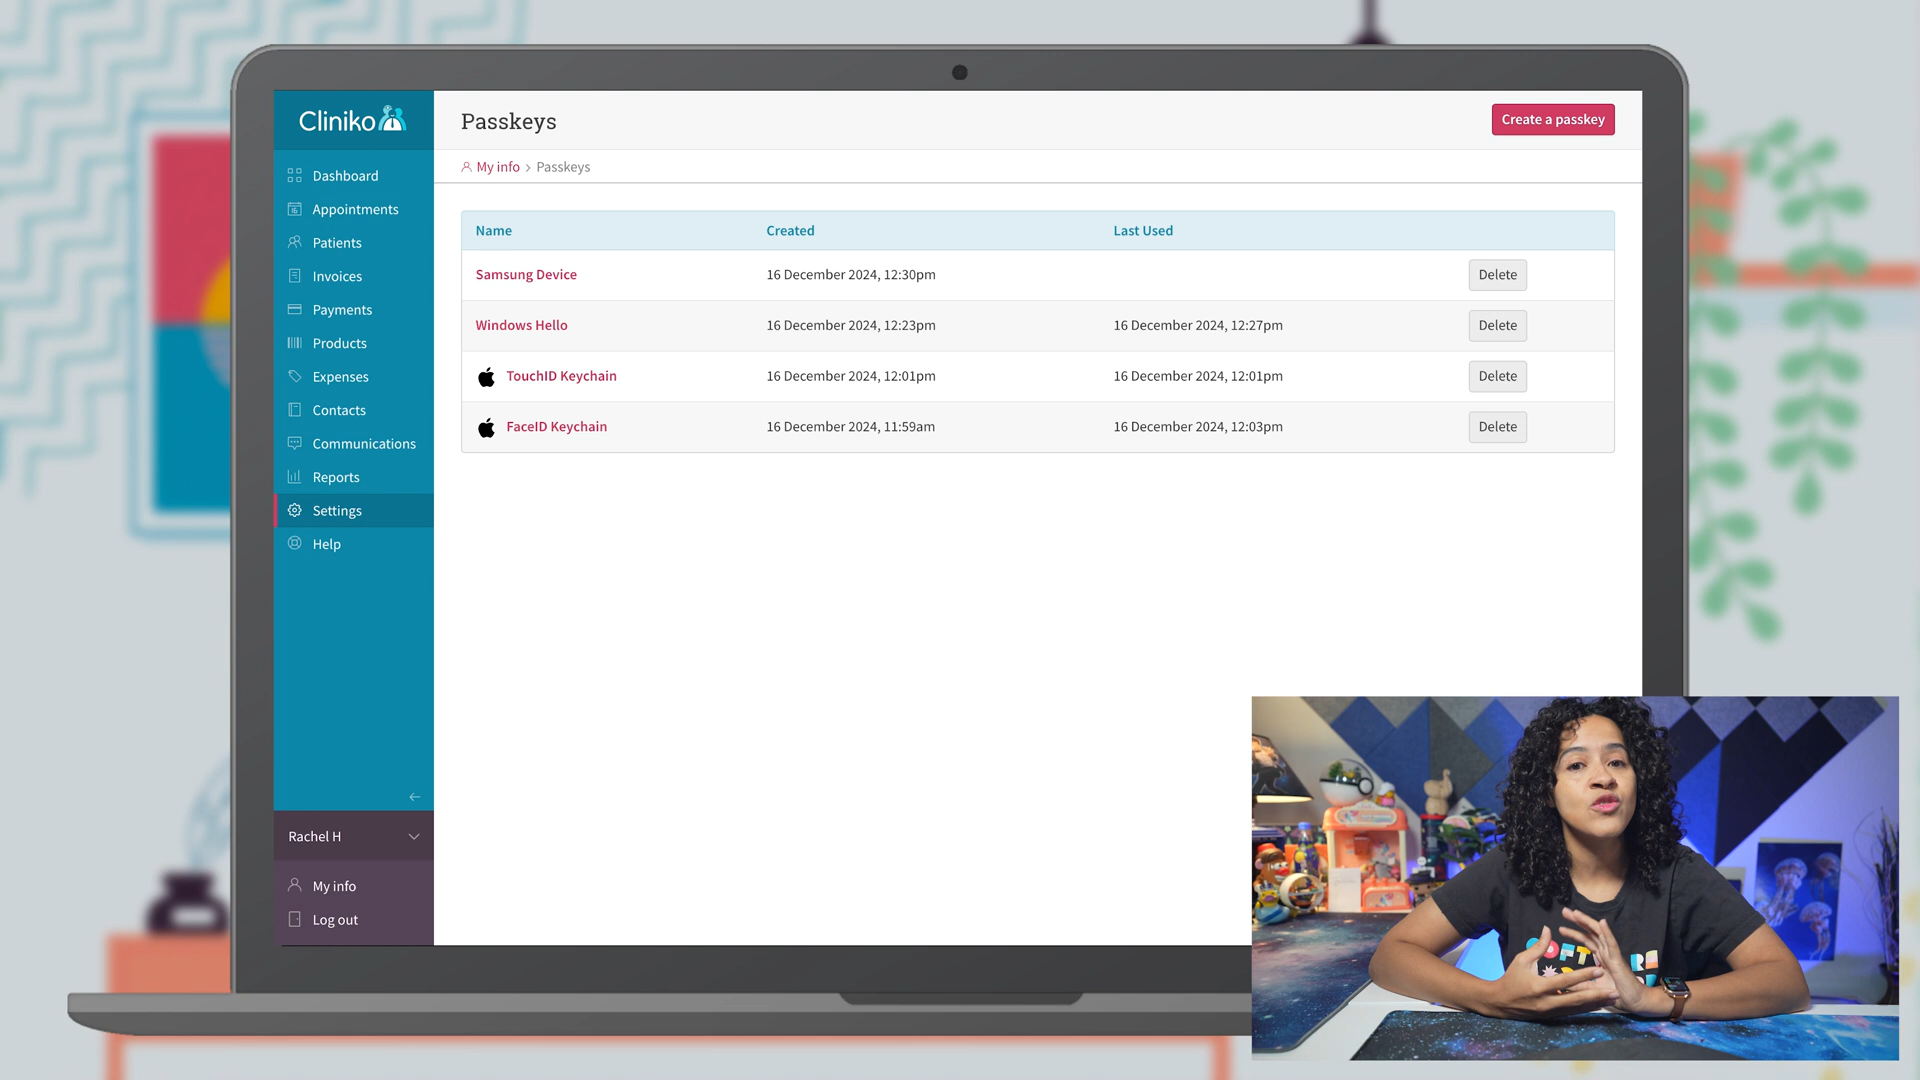 Cliniko
Passkeys
Create a passkey
My info > Passkeys
Dashboard
Appointments
Patients
Invoices
Payments
Products
Expenses
Contacts
Communications
Reports
Settings
Help
Name Created Last Used
Samsung Device 16 December 2024, 12:30pm Delete
Windows Hello 16 December 2024, 12:23pm 16 December 2024, 12:27pm Delete
TouchID Keychain 16 December 2024, 12:01pm 16 December 2024, 12:01pm Delete
FaceID Keychain 16 December 2024, 11:59am 16 December 2024, 12:03pm Delete
Rachel H
My info
Log out